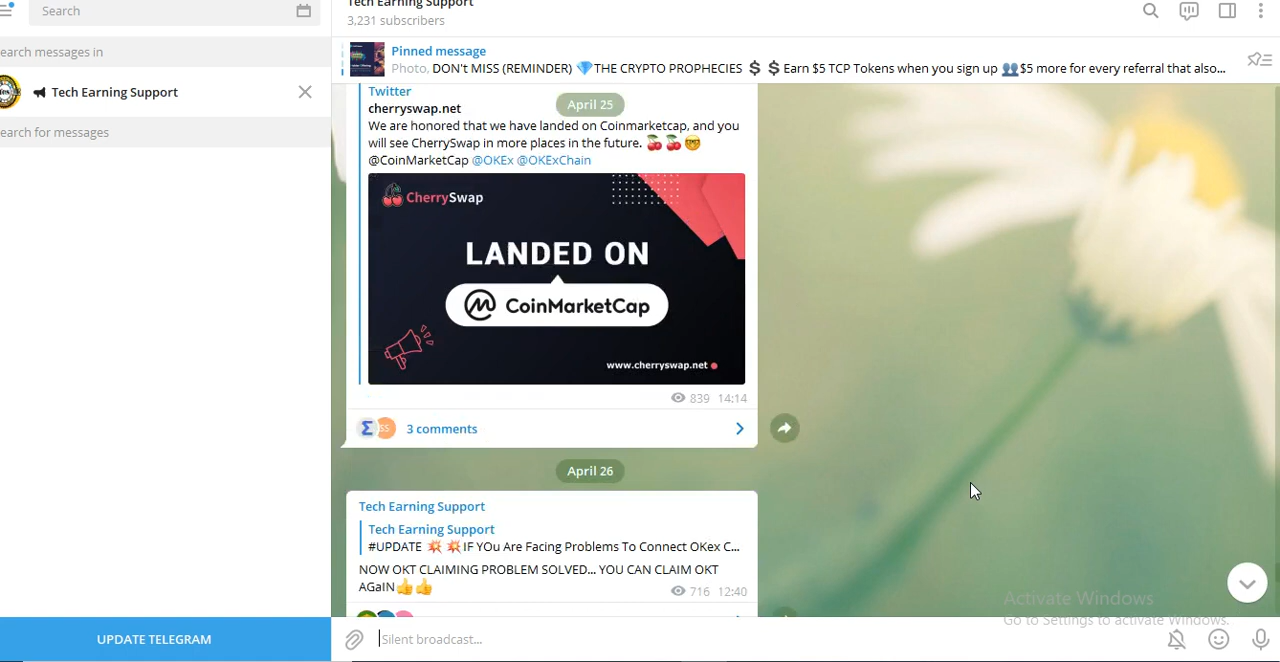 Tech Earning Support
3,231 subscribers
Search
earch messages in
Pinned message
Photo, DON'T MISS (REMINDER) 💎THE CRYPTO PROPHECIES 💲 💲Earn $5 TCP Tokens when you sign up 👥$5 more for every referral that also...
Tech Earning Support
earch for messages
Twitter
April 25
cherryswap.net
We are honored that we have landed on Coinmarketcap, and you
will see CherrySwap in more places in the future. 🍒🍒🤓
@CoinMarketCap @OKEx @OKExChain
CherrySwap
LANDED ON
CoinMarketCap
www.cherryswap.net
839 14:14
Σ SS 3 comments
April 26
Tech Earning Support
Tech Earning Support
#UPDATE 💥 💥IF YOu Are Facing Problems To Connect OKex C...
NOW OKT CLAIMING PROBLEM SOLVED... YOU CAN CLAIM OKT
AGaIN👍👍
716 12:40
Activate Windows
Go to Settings to activate Windows.
UPDATE TELEGRAM
Silent broadcast...